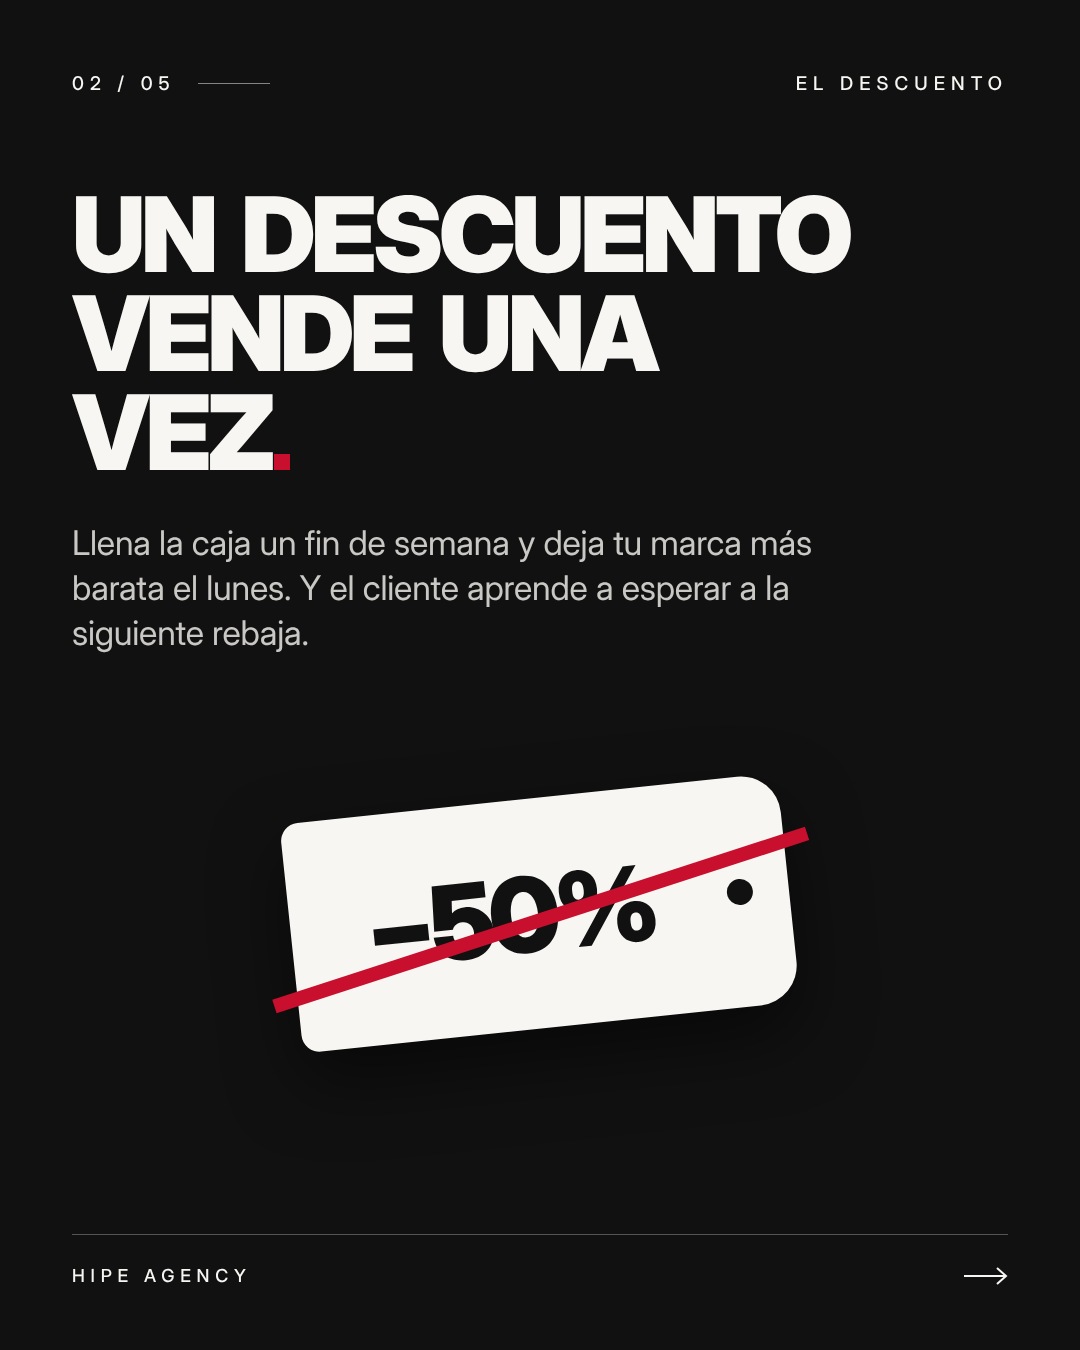 02 / 05
EL DESCUENTO
UN DESCUENTO
VENDE UNA
VEZ.
Llena la caja un fin de semana y deja tu marca más
barata el lunes. Y el cliente aprende a esperar a la
siguiente rebaja.
–50%
HIPE AGENCY